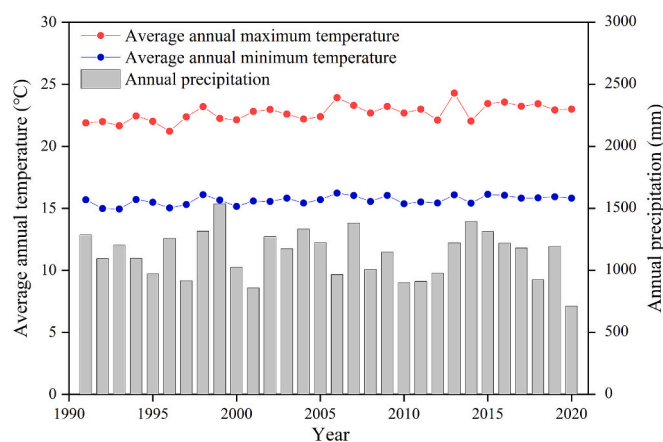 Average annual maximum temperature
Average annual minimum temperature
Annual precipitation
Average annual temperature (℃)
30
25
20
15
10
5
0
3000
2500
2000
1500
1000
500
0
Annual precipitation (mm)
1990 1995 2000 2005 2010 2015 2020
Year